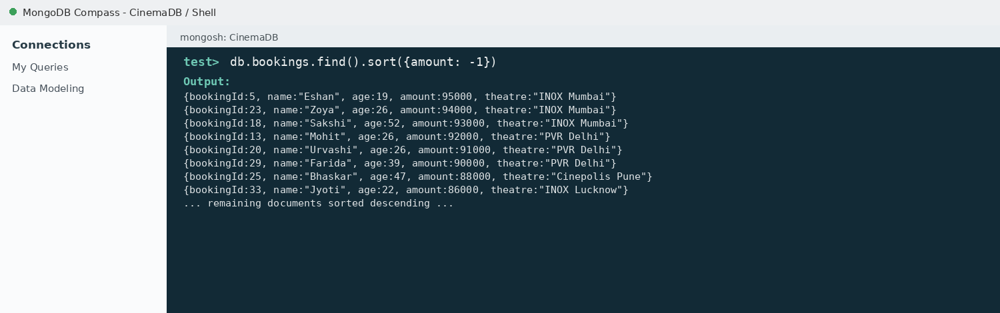 MongoDB Compass - CinemaDB / Shell
Connections
My Queries
Data Modeling
mongosh: CinemaDB
test> db.bookings.find().sort({amount: -1})
Output:
{bookingId:5, name:"Eshan", age:19, amount:95000, theatre:"INOX Mumbai"}
{bookingId:23, name:"Zoya", age:26, amount:94000, theatre:"INOX Mumbai"}
{bookingId:18, name:"Sakshi", age:52, amount:93000, theatre:"INOX Mumbai"}
{bookingId:13, name:"Mohit", age:26, amount:92000, theatre:"PVR Delhi"}
{bookingId:20, name:"Urvashi", age:26, amount:91000, theatre:"PVR Delhi"}
{bookingId:29, name:"Farida", age:39, amount:90000, theatre:"PVR Delhi"}
{bookingId:25, name:"Bhaskar", age:47, amount:88000, theatre:"Cinepolis Pune"}
{bookingId:33, name:"Jyoti", age:22, amount:86000, theatre:"INOX Lucknow"}
... remaining documents sorted descending ...